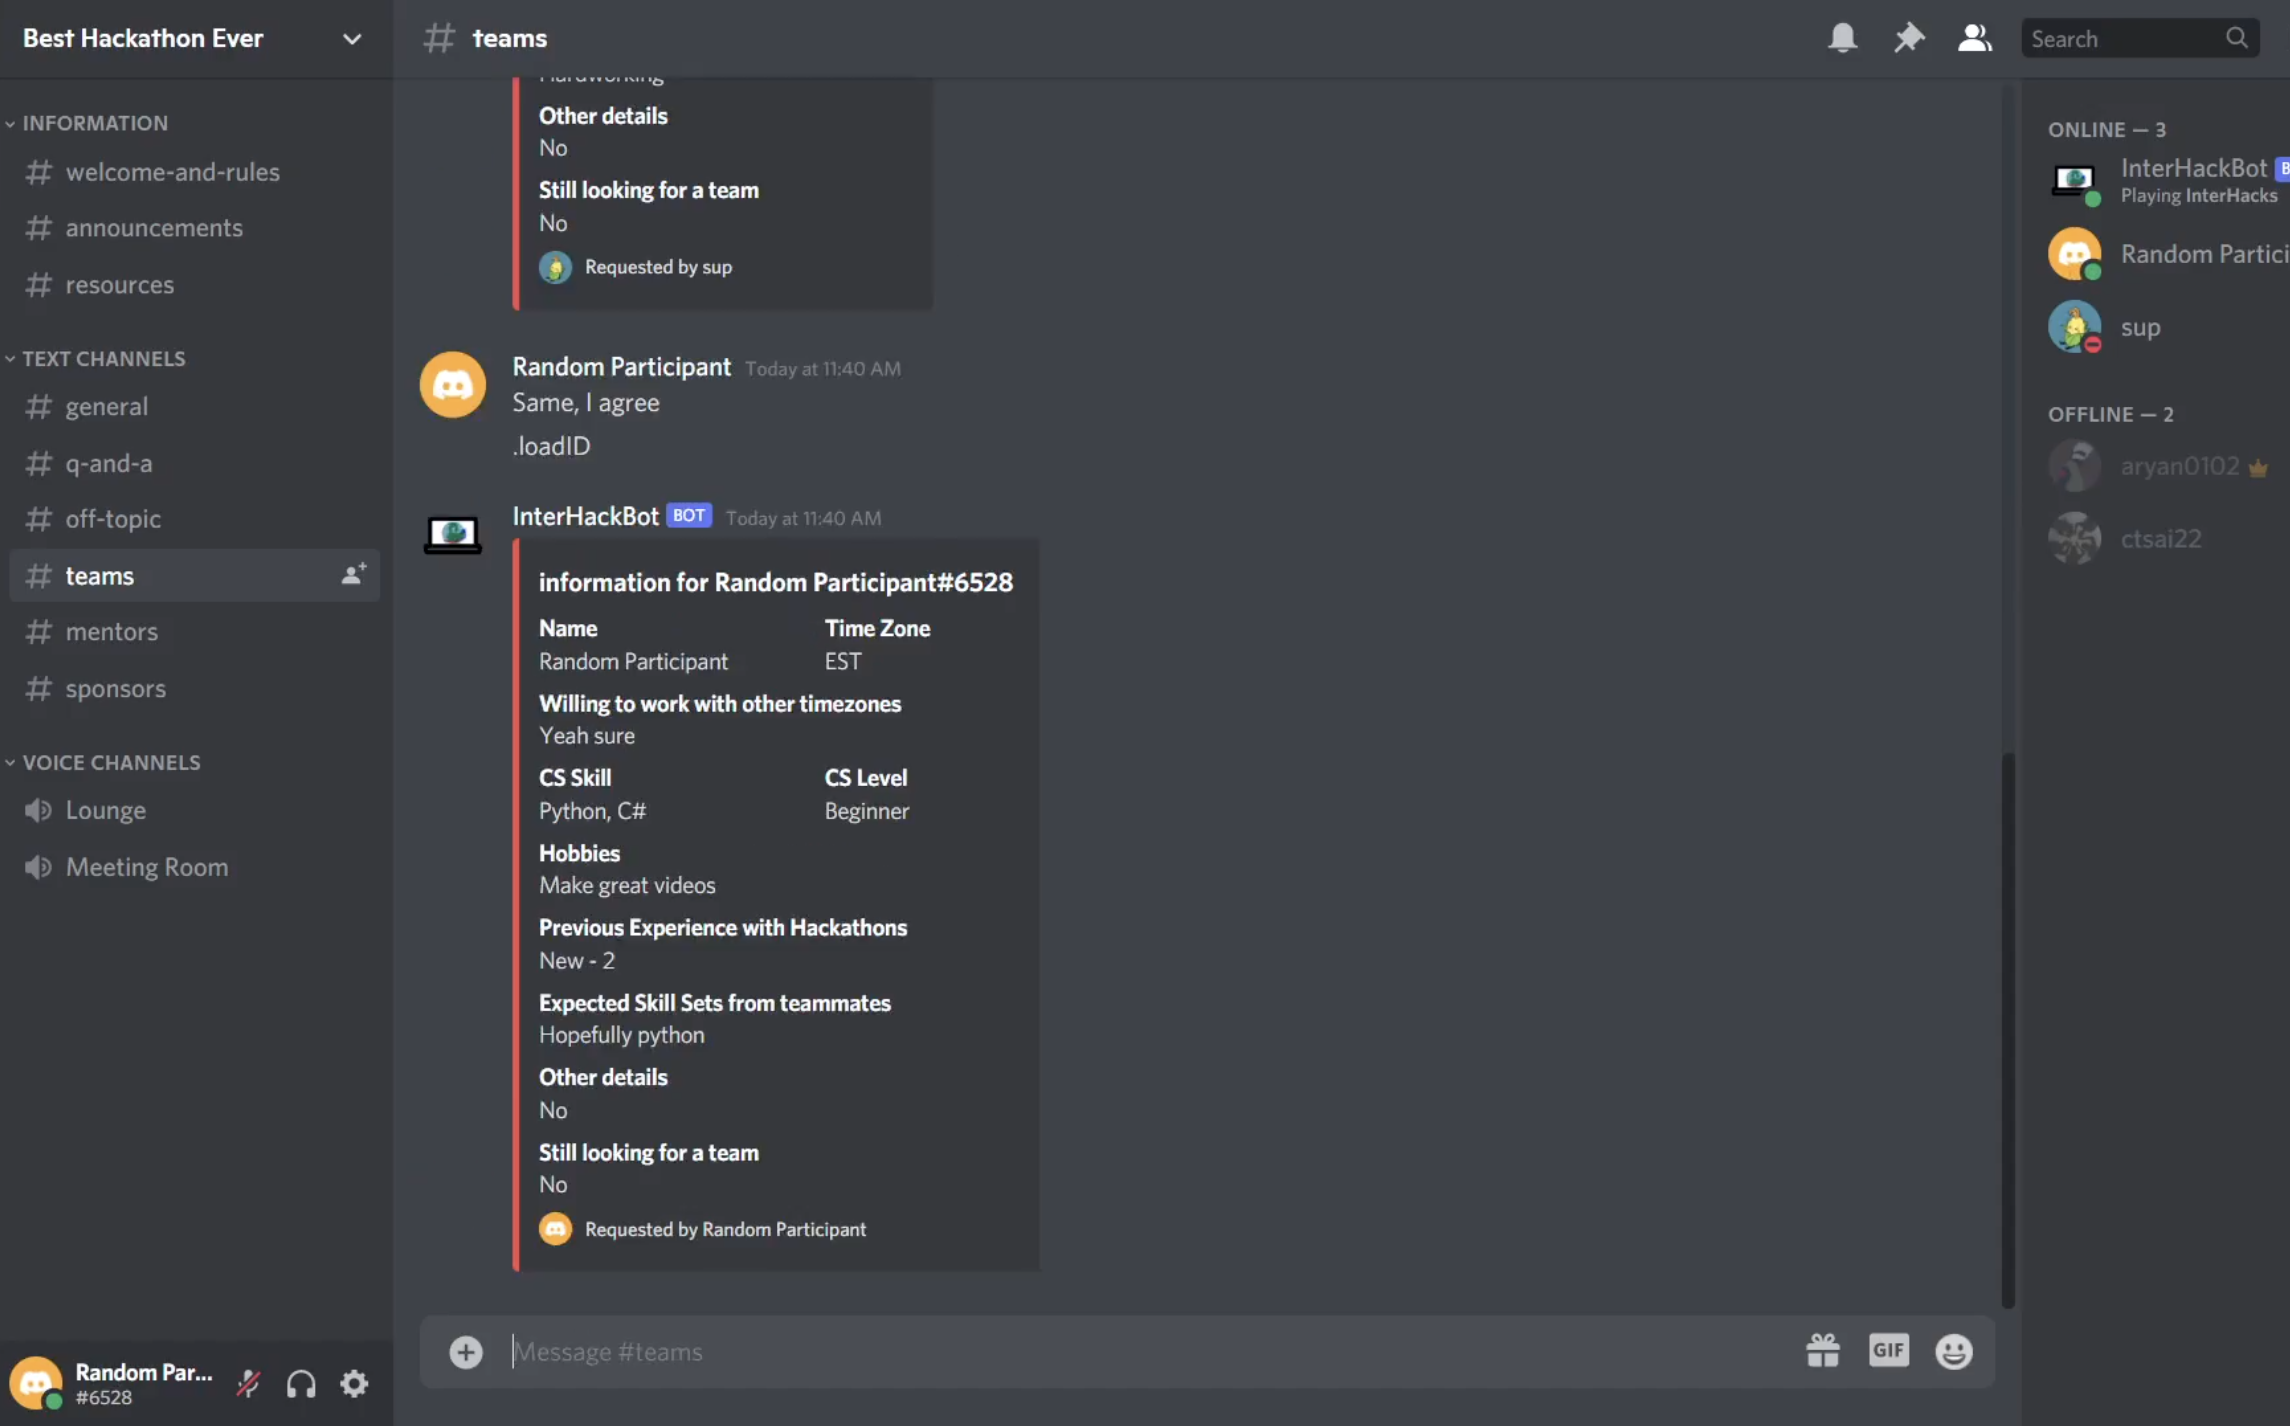 Best Hackathon Ever
INFORMATION
welcome-and-rules
announcements
resources
TEXT CHANNELS
general
q-and-a
off-topic
teams
mentors
sponsors
VOICE CHANNELS
Lounge
Meeting Room
Random Par...
#6528
teams
Search
Hardworking
Other details
No
Still looking for a team
No
Requested by sup
Random Participant Today at 11:40 AM
Same, I agree
.loadID
InterHackBot BOT Today at 11:40 AM
information for Random Participant#6528
Name Time Zone
Random Participant EST
Willing to work with other timezones
Yeah sure
CS Skill CS Level
Python, C# Beginner
Hobbies
Make great videos
Previous Experience with Hackathons
New - 2
Expected Skill Sets from teammates
Hopefully python
Other details
No
Still looking for a team
No
Requested by Random Participant
Message #teams
GIF
ONLINE — 3
InterHackBot B
Playing InterHacks
Random Partici
sup
OFFLINE — 2
aryan0102
ctsai22